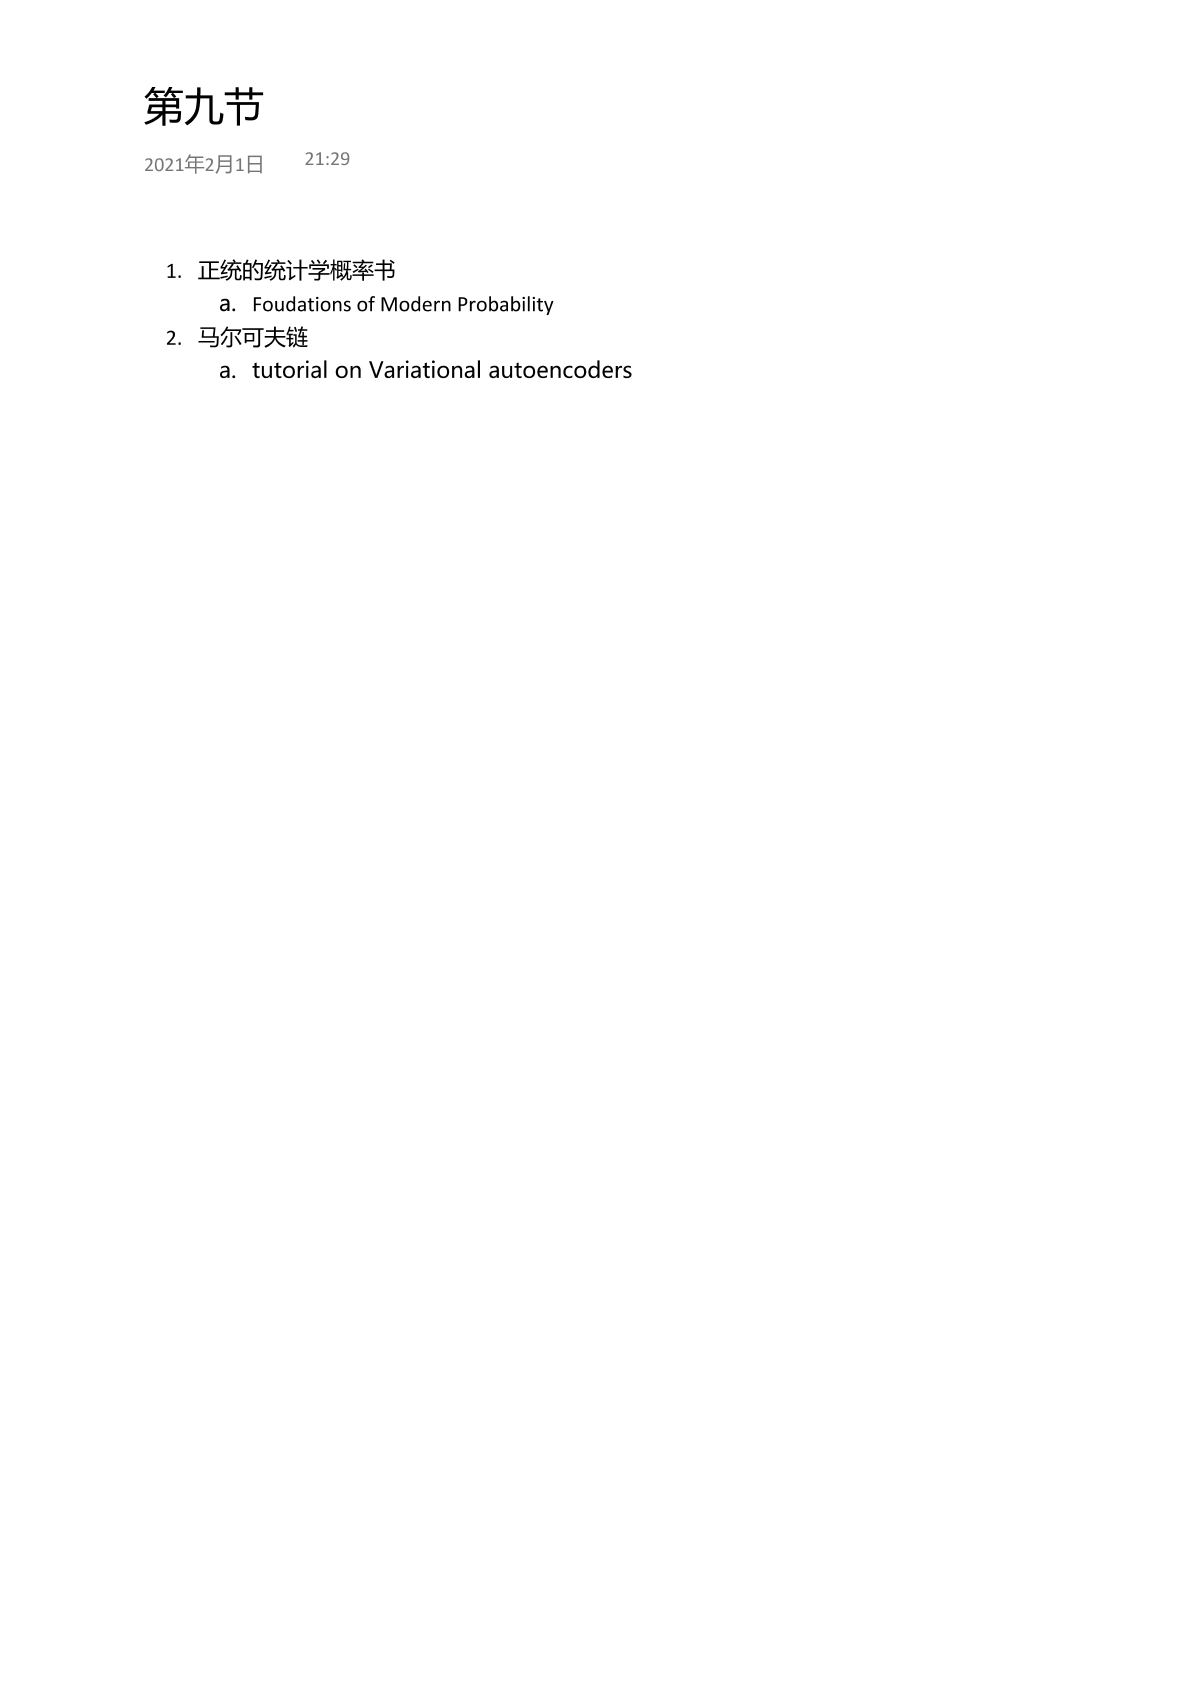 第九节
2021年2月1日 21:29
1. 正统的统计学概率书
a. Foudations of Modern Probability
2. 马尔可夫链
a. tutorial on Variational autoencoders